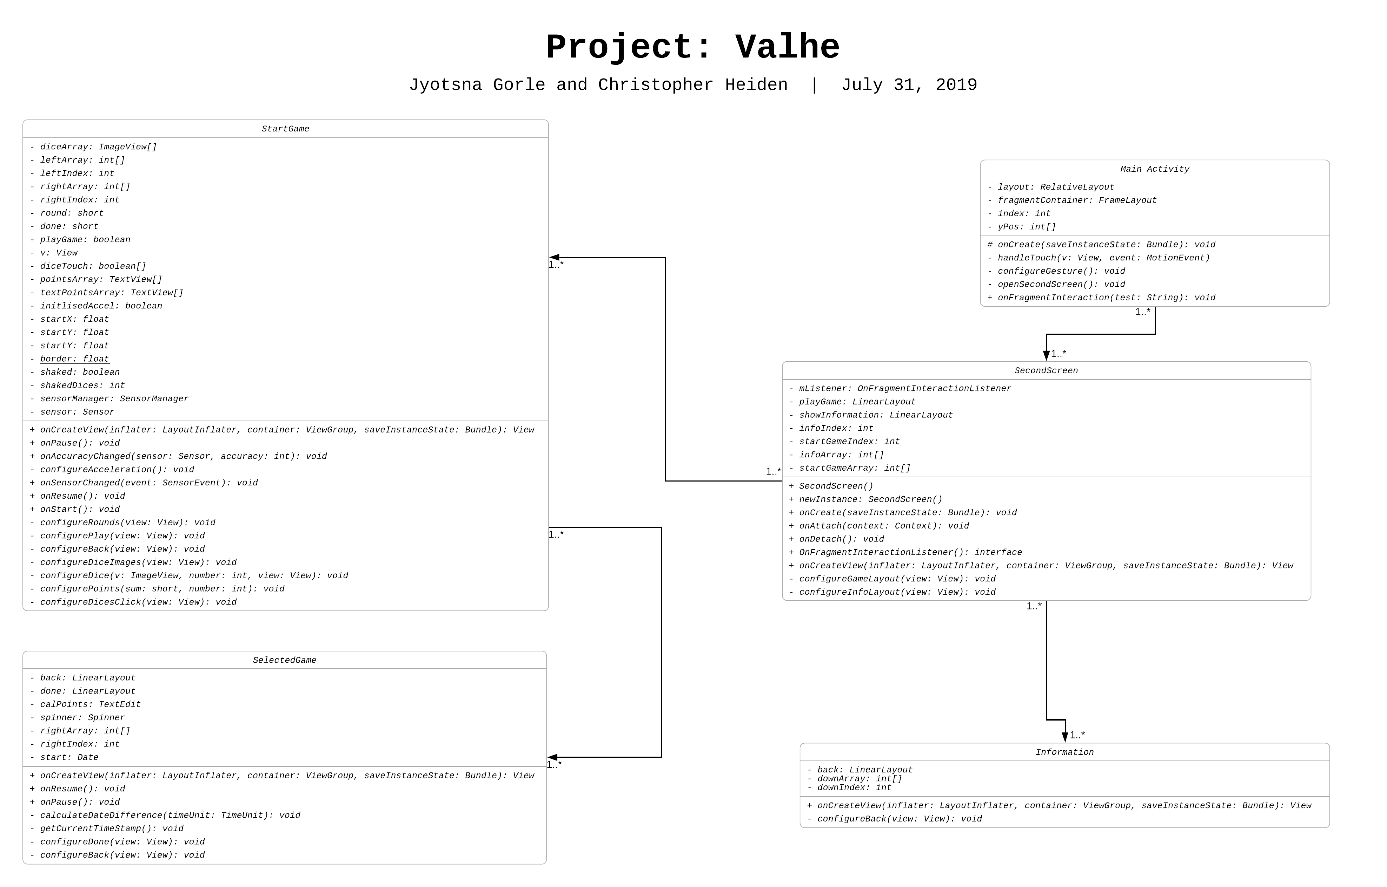 Project: Valhe
Jyotsna Gorle and Christopher Heiden | July 31, 2019
StartGame
- diceArray: ImageView[]
- leftArray: int[]
- leftIndex: int
- rightArray: int[]
- rightIndex: int
- round: short
- done: short
- playGame: boolean
- v: View
- diceTouch: boolean[]
- pointsArray: TextView[]
- textPointsArray: TextView[]
- initlisedAccel: boolean
- startX: float
- startY: float
- startY: float
- border: float
- shaked: boolean
- shakedDices: int
- sensorManager: SensorManager
- sensor: Sensor
+ onCreateView(inflater: LayoutInflater, container: ViewGroup, saveInstanceState: Bundle): View
+ onPause(): void
+ onAccuracyChanged(sensor: Sensor, accuracy: int): void
- configureAcceleration(): void
+ onSensorChanged(event: SensorEvent): void
+ onResume(): void
+ onStart(): void
- configureRounds(view: View): void
- configurePlay(view: View): void
- configureBack(view: View): void
- configureDiceImages(view: View): void
- configureDice(v: ImageView, number: int, view: View): void
- configurePoints(sum: short, number: int): void
- configureDicesClick(view: View): void
1..*
1..*
Main Activity
- layout: RelativeLayout
- fragmentContainer: FrameLayout
- index: int
- yPos: int[]
# onCreate(saveInstanceState: Bundle): void
- handleTouch(v: View, event: MotionEvent)
- configureGesture(): void
- openSecondScreen(): void
+ onFragmentInteraction(test: String): void
1..*
1..*
SecondScreen
- mListener: OnFragmentInteractionListener
- playGame: LinearLayout
- showInformation: LinearLayout
- infoIndex: int
- startGameIndex: int
- infoArray: int[]
- startGameArray: int[]
+ SecondScreen()
+ newInstance: SecondScreen()
+ onCreate(saveInstanceState: Bundle): void
+ onAttach(context: Context): void
+ onDetach(): void
+ OnFragmentInteractionListener(): interface
+ onCreateView(inflater: LayoutInflater, container: ViewGroup, saveInstanceState: Bundle): View
- configureGameLayout(view: View): void
- configureInfoLayout(view: View): void
1..*
1..*
SelectedGame
- back: LinearLayout
- done: LinearLayout
- calPoints: TextEdit
- spinner: Spinner
- rightArray: int[]
- rightIndex: int
- start: Date
+ onCreateView(inflater: LayoutInflater, container: ViewGroup, saveInstanceState: Bundle): View
+ onResume(): void
+ onPause(): void
- calculateDateDifference(timeUnit: TimeUnit): void
- getCurrentTimeStamp(): void
- configureDone(view: View): void
- configureBack(view: View): void
1..*
1..*
Information
- back: LinearLayout
- downArray: int[]
- downIndex: int
+ onCreateView(inflater: LayoutInflater, container: ViewGroup, saveInstanceState: Bundle): View
- configureBack(view: View): void